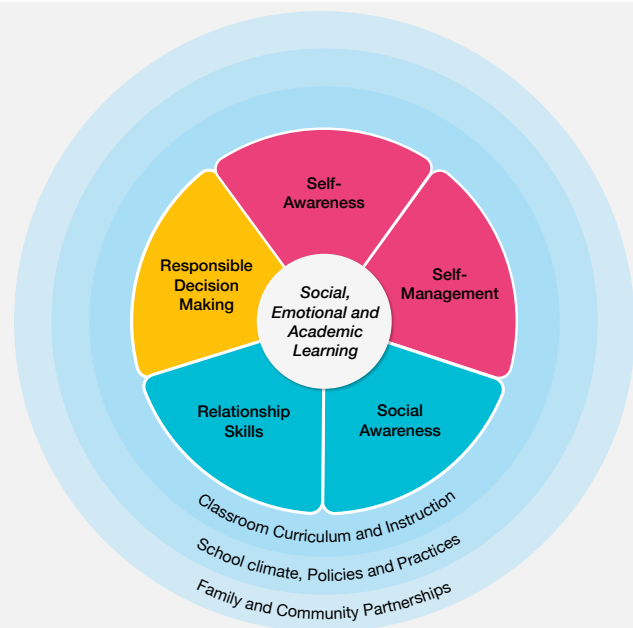 Self-
Awareness
Responsible
Decision
Making
Self-
Management
Social,
Emotional and
Academic
Learning
Relationship
Skills
Social
Awareness
Classroom Curriculum and Instruction
School climate, Policies and Practices
Family and Community Partnerships